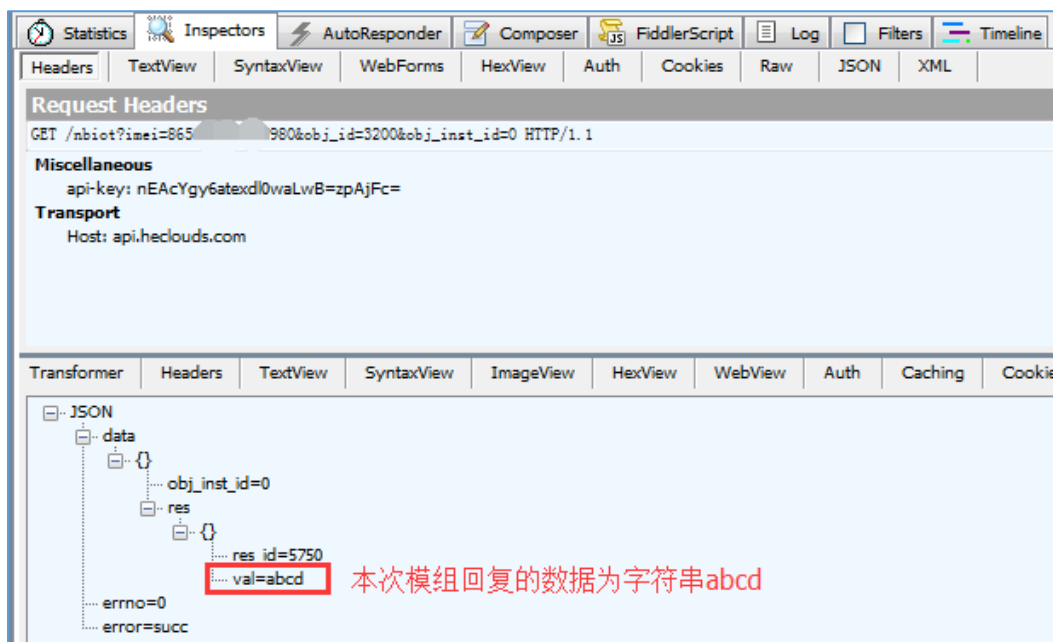 Statistics Inspectors AutoResponder Composer FiddlerScript Log Filters Timeline
Headers TextView SyntaxView WebForms HexView Auth Cookies Raw JSON XML
Request Headers
GET /nbiot?imei=865 980&obj_id=3200&obj_inst_id=0 HTTP/1.1
Miscellaneous
api-key: nEAcYgy6atexdl0waLwB=zpAjFc=
Transport
Host: api.heclouds.com
Transformer Headers TextView SyntaxView ImageView HexView WebView Auth Caching Cookie
JSON
data
{}
obj_inst_id=0
res
{}
res_id=5750
val=abcd 本次模组回复的数据为字符串abcd
errno=0
error=succ